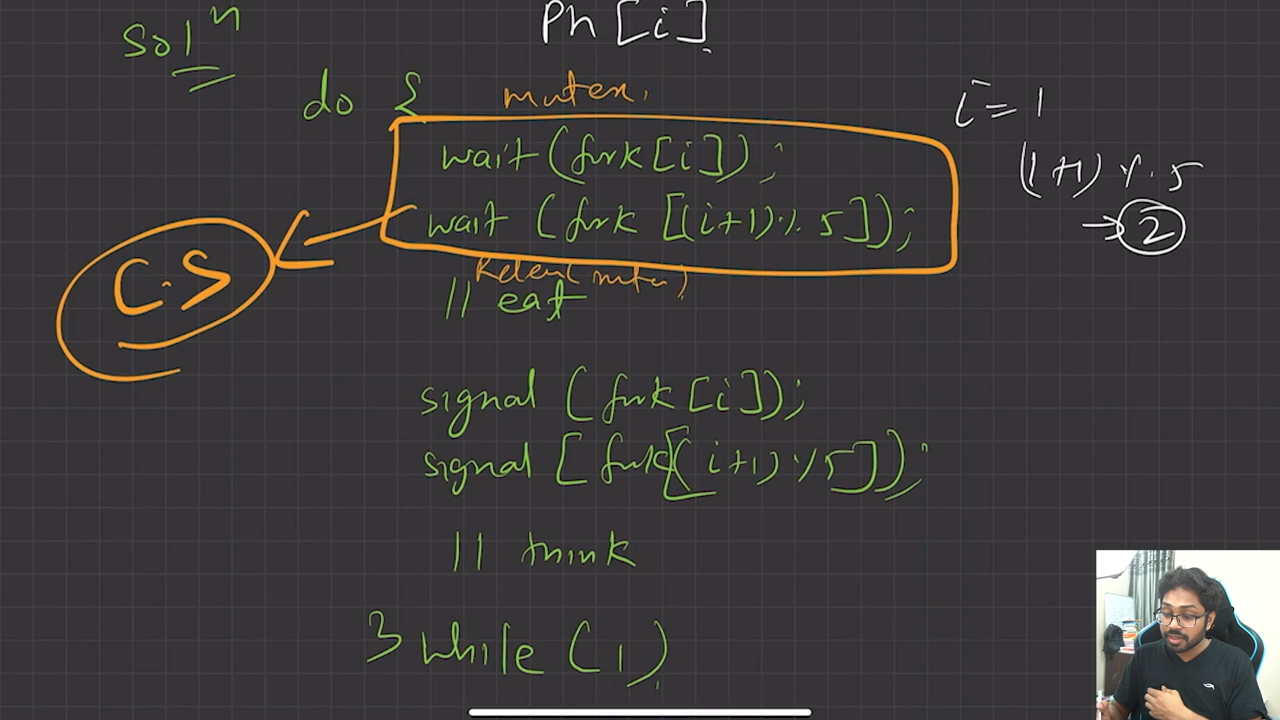 Ph[i]
Soln
do {
mutex.
wait(fork[i]);
wait (fork [(i+1)%5]);
Release(mutex)
C.S
// eat
signal (fork[i]);
signal [fork[(i+1)%5]]);
// think
} while (1)
i = 1
(1+1) % 5
→ 2